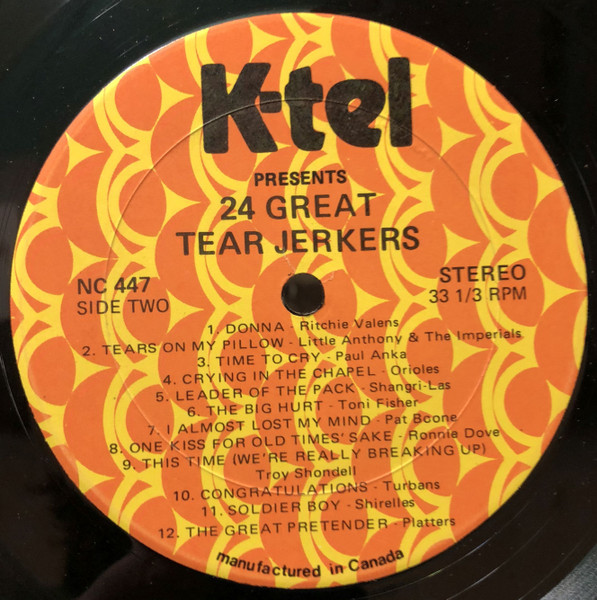 K-tel
PRESENTS
24 GREAT
TEAR JERKERS
NC 447
SIDE TWO
STEREO
33 1/3 RPM
1. DONNA - Ritchie Valens
2. TEARS ON MY PILLOW - Little Anthony & The Imperials
3. TIME TO CRY - Paul Anka
4. CRYING IN THE CHAPEL - Orioles
5. LEADER OF THE PACK - Shangri-Las
6. THE BIG HURT - Toni Fisher
7. I ALMOST LOST MY MIND - Pat Boone
8. ONE KISS FOR OLD TIMES' SAKE - Ronnie Dove
9. THIS TIME (WE'RE REALLY BREAKING UP)
Troy Shondell
10. CONGRATULATIONS - Turbans
11. SOLDIER BOY - Shirelles
12. THE GREAT PRETENDER - Platters
manufactured in Canada